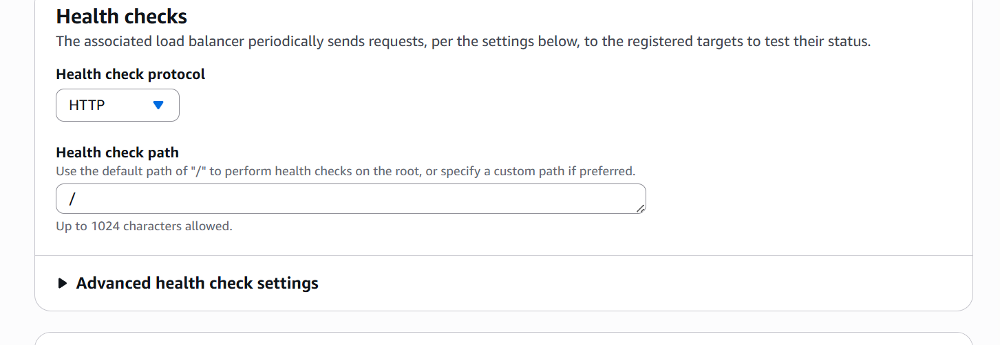 Health checks
The associated load balancer periodically sends requests, per the settings below, to the registered targets to test their status.
Health check protocol
HTTP
Health check path
Use the default path of "/" to perform health checks on the root, or specify a custom path if preferred.
/
Up to 1024 characters allowed.
Advanced health check settings